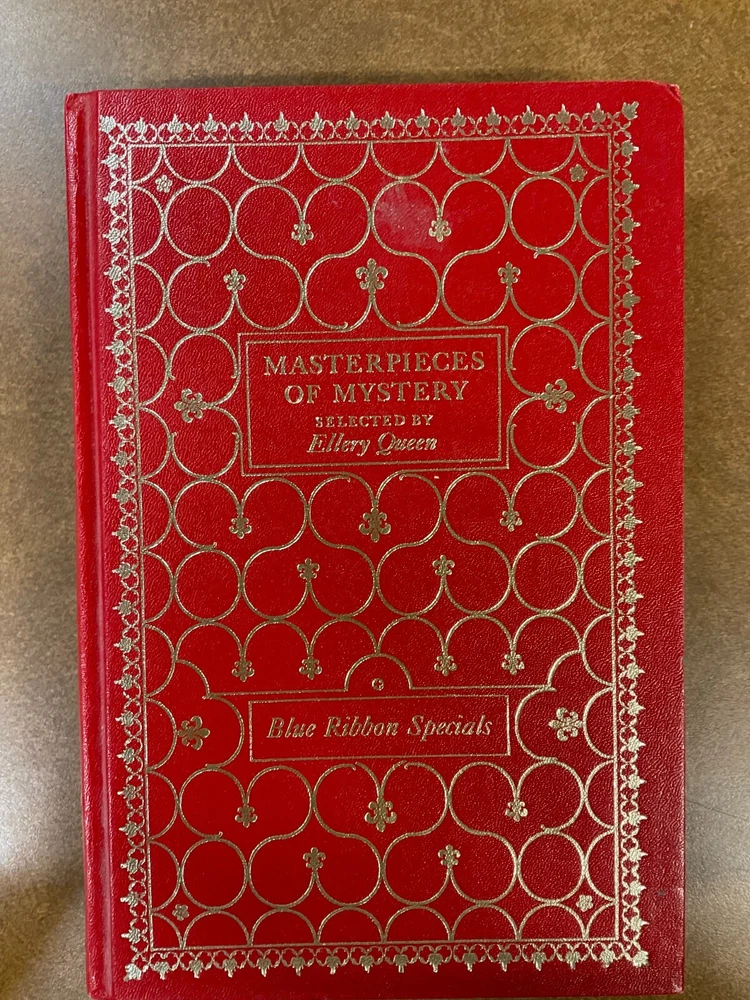 MASTERPIECES
OF MYSTERY
SELECTED BY
Ellery Queen
Blue Ribbon Specials